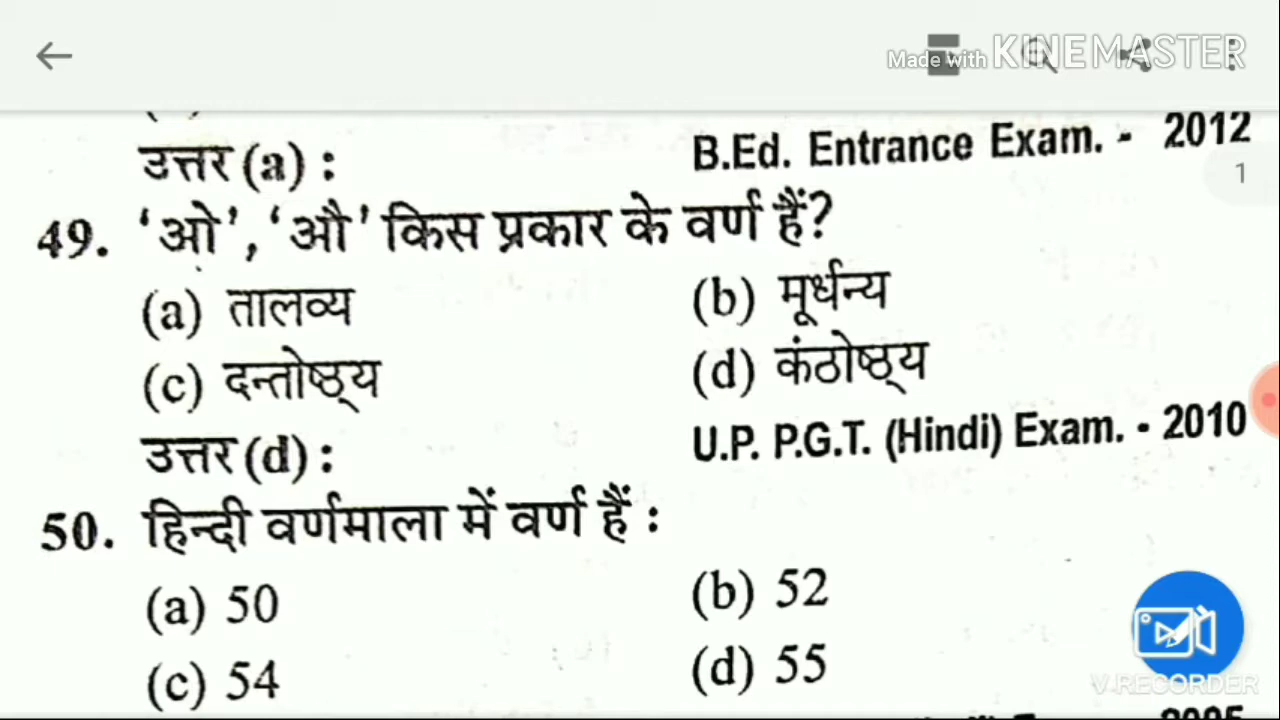 Made with KINEMASTER
उत्तर (a) : B.Ed. Entrance Exam. - 2012
1
49. 'ओ', 'औ' किस प्रकार के वर्ण हैं?
(a) तालव्य (b) मूर्धन्य
(c) दन्तोष्ठ्य (d) कंठोष्ठ्य
उत्तर (d) : U.P. P.G.T. (Hindi) Exam. - 2010
50. हिन्दी वर्णमाला में वर्ण हैं :
(a) 50 (b) 52
(c) 54 (d) 55
V.RECORDER